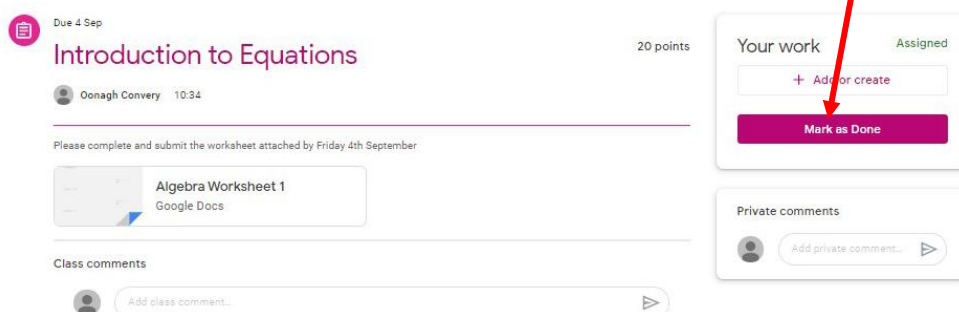 Due 4 Sep
Introduction to Equations
20 points
Oonagh Convery 10:34
Please complete and submit the worksheet attached by Friday 4th September
Algebra Worksheet 1
Google Docs
Class comments
Add class comment...
Your work
Assigned
+ Add or create
Mark as Done
Private comments
Add private comment...